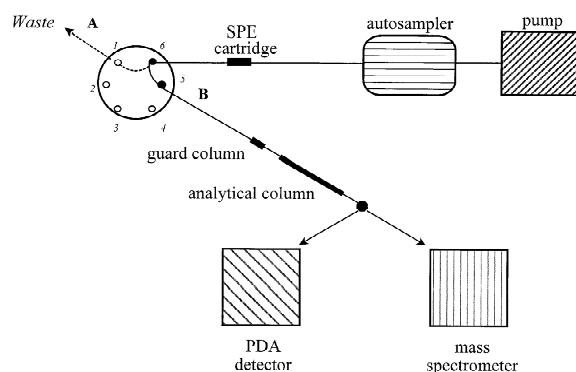 Waste
A
SPE
cartridge
autosampler
pump
1
6
2
5
3
4
B
guard column
analytical column
PDA
detector
mass
spectrometer